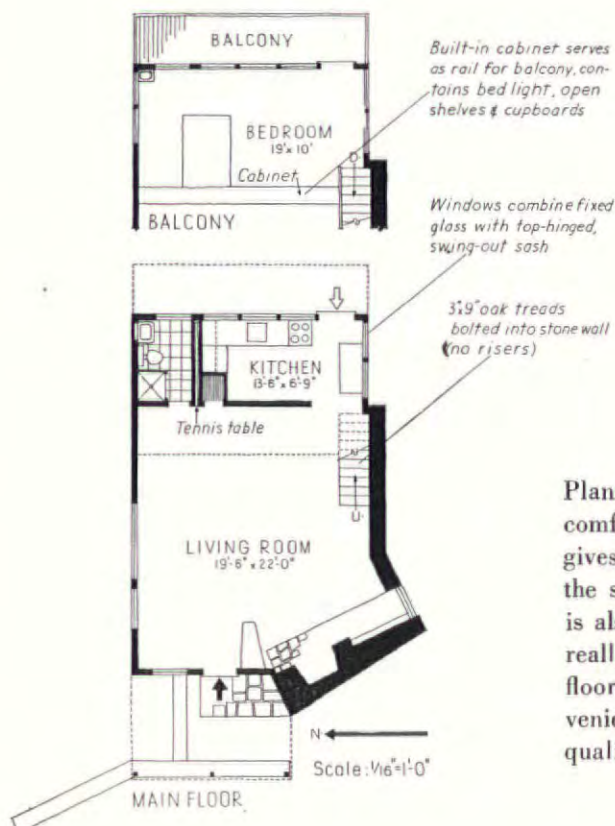 BALCONY
Built-in cabinet serves
as rail for balcony, con-
tains bed light, open
shelves & cupboards
BEDROOM
19'x10'
Cabinet
D
BALCONY
Windows combine fixed
glass with top-hinged,
swing-out sash
3"x9" oak treads
bolted into stone wall
(no risers)
KITCHEN
13'-6" x 6'-9"
Tennis table
U
LIVING ROOM
19'-6" x 22'-0"
N
Scale: 1/16"=1'-0"
MAIN FLOOR
Plan
comf
gives
the s
is al
reall
floor
venie
qual